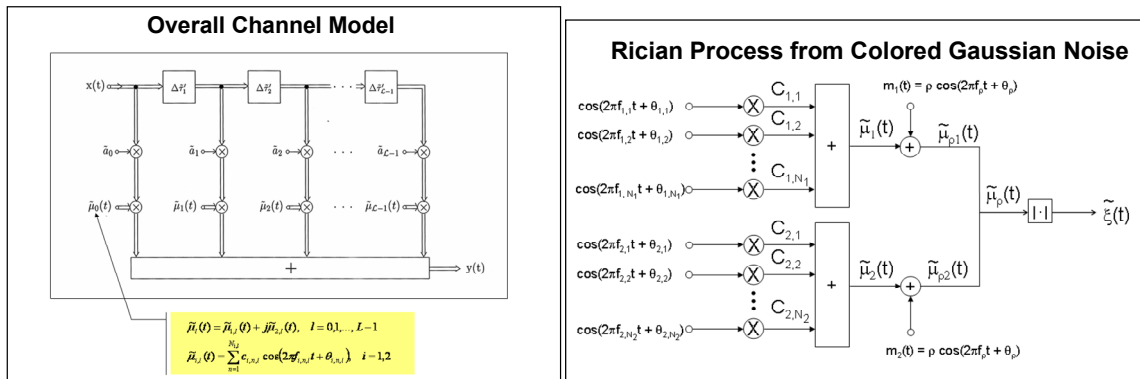 Overall Channel Model
x(t)
Δτ̃′₁
Δτ̃′₂
· · ·
Δτ̃′_{𝓛−1}
ã₀
ã₁
ã₂
· · ·
ã_{𝓛−1}
μ̃₀(t)
μ̃₁(t)
μ̃₂(t)
· · ·
μ̃_{𝓛−1}(t)
+
y(t)
μ̃_l(t) = μ̃_{1,l}(t) + jμ̃_{2,l}(t), l = 0,1,..., L−1
μ̃_{i,l}(t) = ∑_{n=1}^{N_{i,l}} c_{i,n,l} cos(2πf_{i,n,l} t + θ_{i,n,l}), i = 1,2
Rician Process from Colored Gaussian Noise
cos(2πf_{1,1}t + θ_{1,1})
C_{1,1}
cos(2πf_{1,2}t + θ_{1,2})
C_{1,2}
cos(2πf_{1,N₁}t + θ_{1,N₁})
C_{1,N₁}
+
μ̃₁(t)
m₁(t) = ρ cos(2πf_ρt + θ_ρ)
+
μ̃_{ρ1}(t)
μ̃_ρ(t)
|·|
ξ̃(t)
cos(2πf_{2,1}t + θ_{2,1})
C_{2,1}
cos(2πf_{2,2}t + θ_{2,2})
C_{2,2}
cos(2πf_{2,N₂}t + θ_{2,N₂})
C_{2,N₂}
+
μ̃₂(t)
+
μ̃_{ρ2}(t)
m₂(t) = ρ cos(2πf_ρt + θ_ρ)